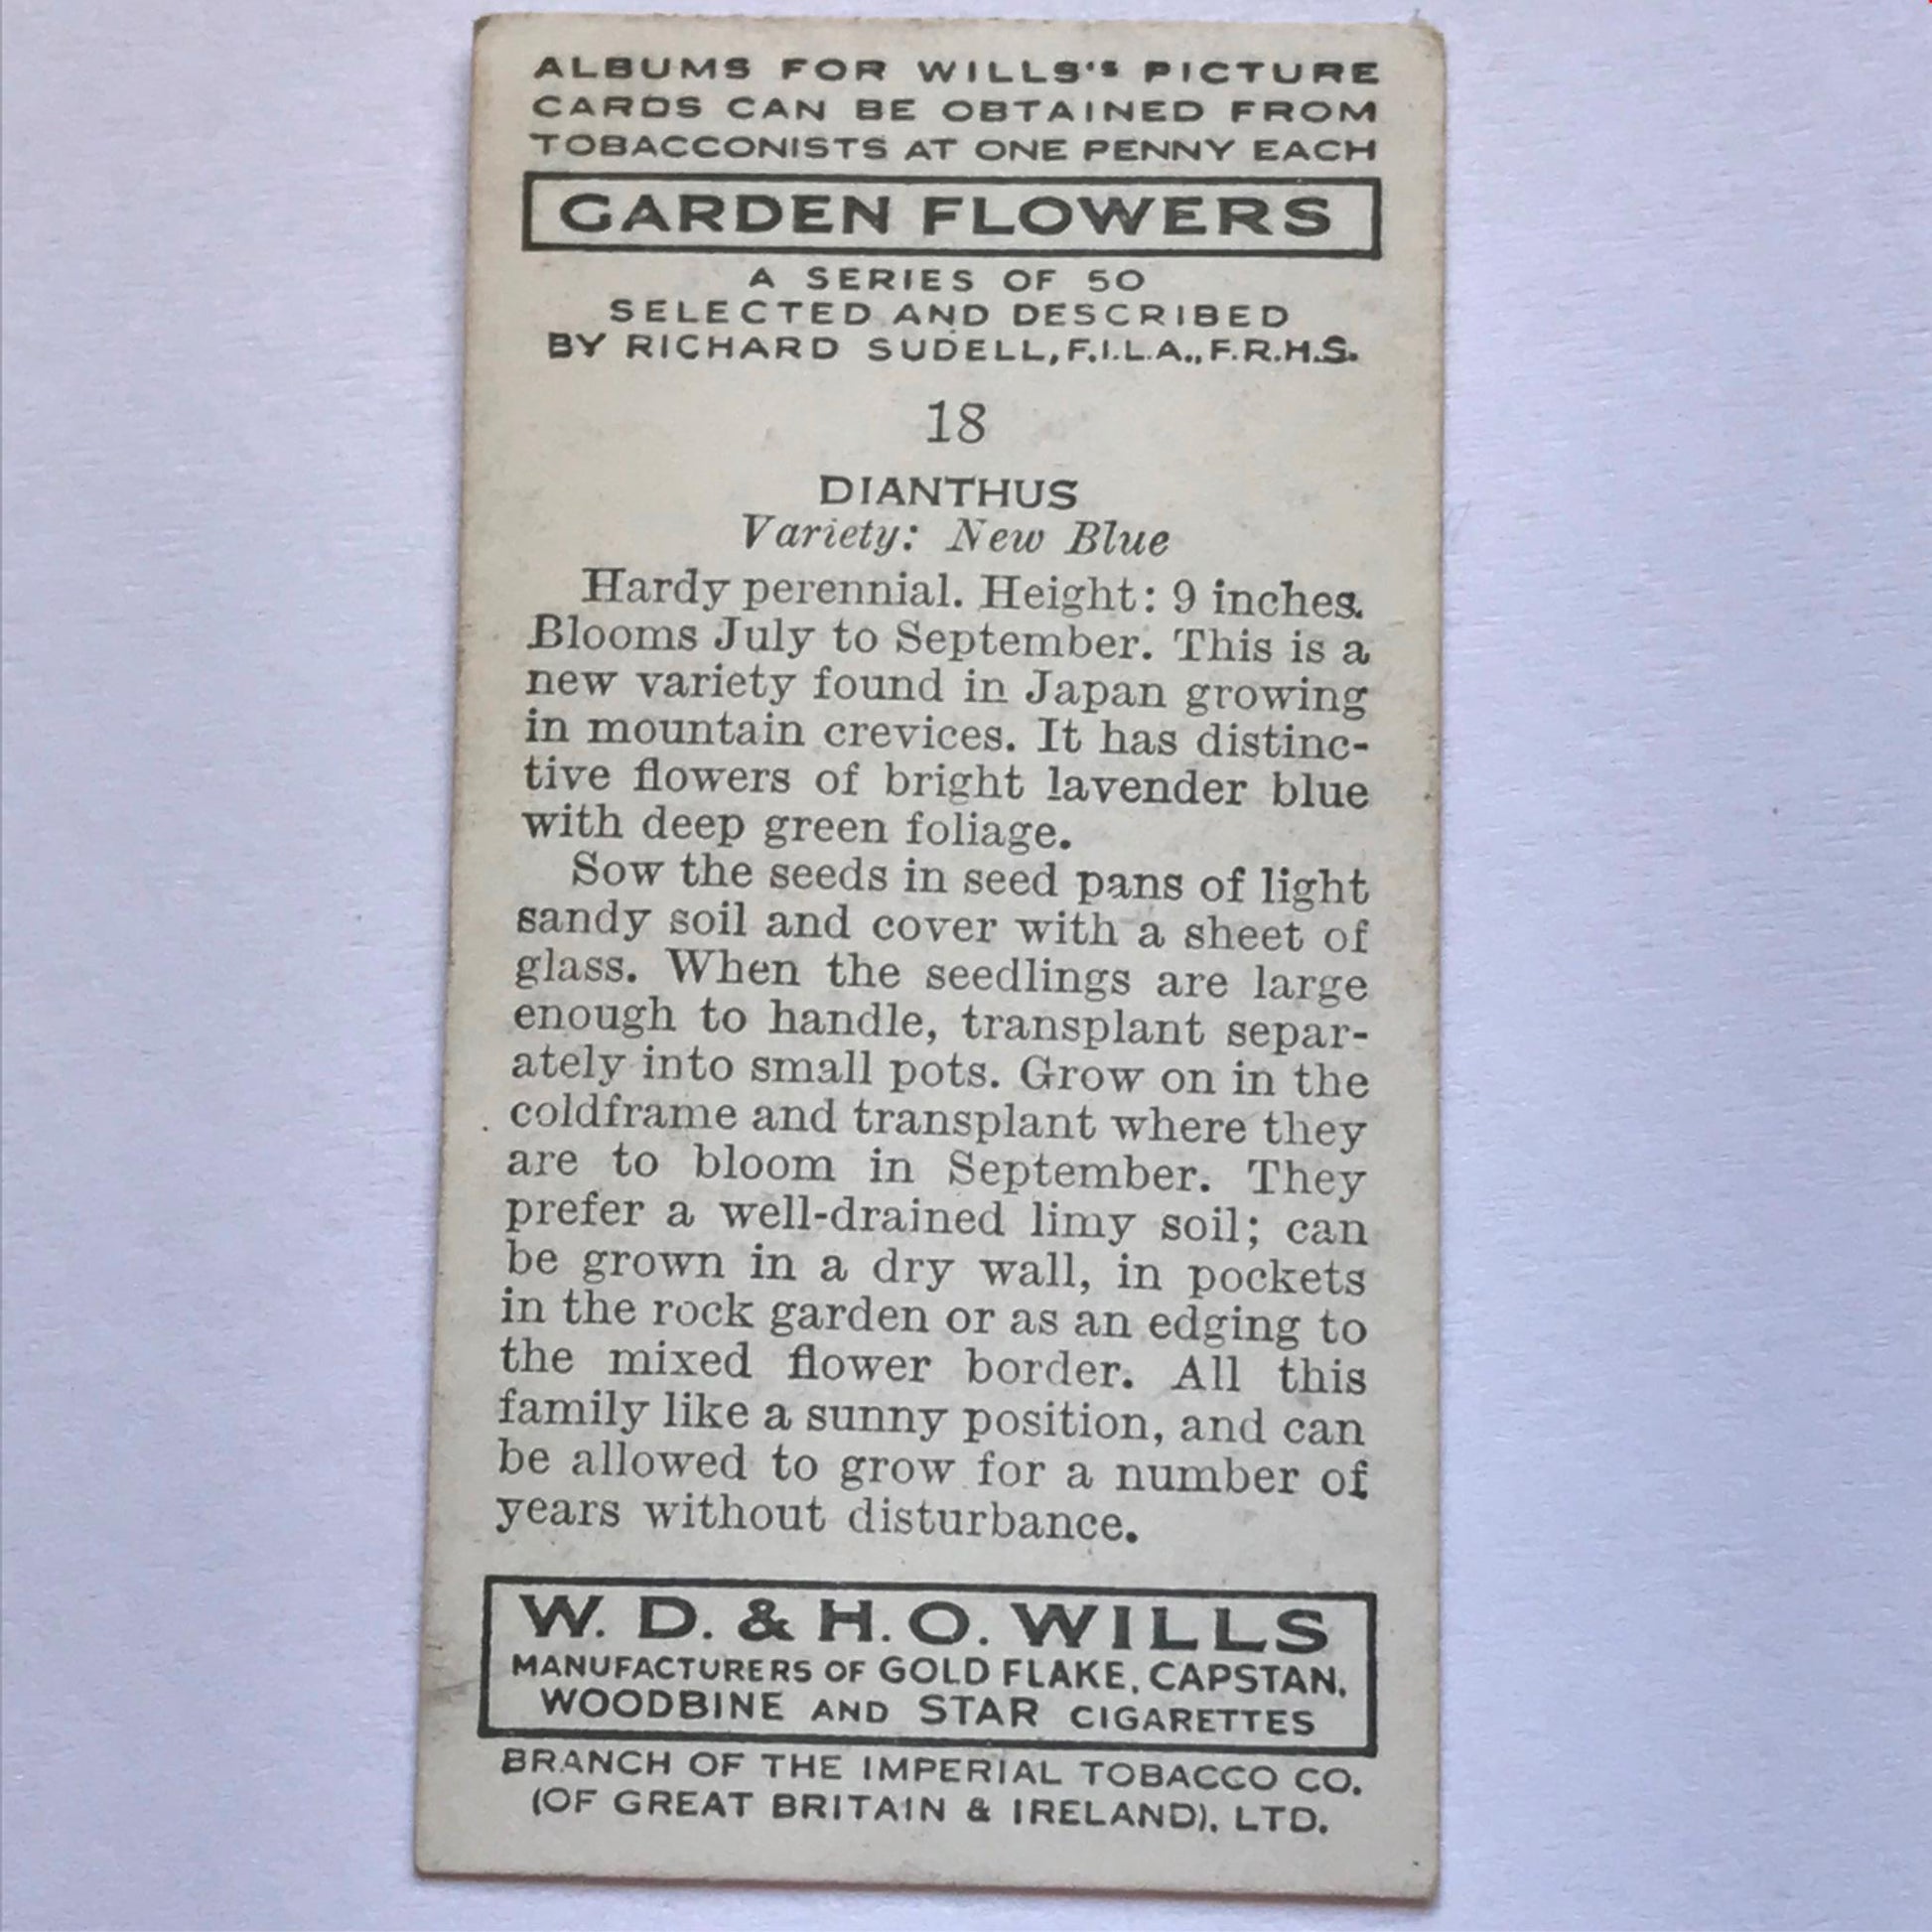 ALBUMS FOR WILLS'S PICTURE
CARDS CAN BE OBTAINED FROM
TOBACCONISTS AT ONE PENNY EACH
GARDEN FLOWERS
A SERIES OF 50
SELECTED AND DESCRIBED
BY RICHARD SUDELL, F.I.L.A., F.R.H.S.
18
DIANTHUS
Variety: New Blue
Hardy perennial. Height: 9 inches.
Blooms July to September. This is a
new variety found in Japan growing
in mountain crevices. It has distinc-
tive flowers of bright lavender blue
with deep green foliage.
Sow the seeds in seed pans of light
sandy soil and cover with a sheet of
glass. When the seedlings are large
enough to handle, transplant separ-
ately into small pots. Grow on in the
coldframe and transplant where they
are to bloom in September. They
prefer a well-drained limy soil; can
be grown in a dry wall, in pockets
in the rock garden or as an edging to
the mixed flower border. All this
family like a sunny position, and can
be allowed to grow for a number of
years without disturbance.
W. D. & H. O. WILLS
MANUFACTURERS OF GOLD FLAKE, CAPSTAN,
WOODBINE AND STAR CIGARETTES
BRANCH OF THE IMPERIAL TOBACCO CO.
(OF GREAT BRITAIN & IRELAND), LTD.